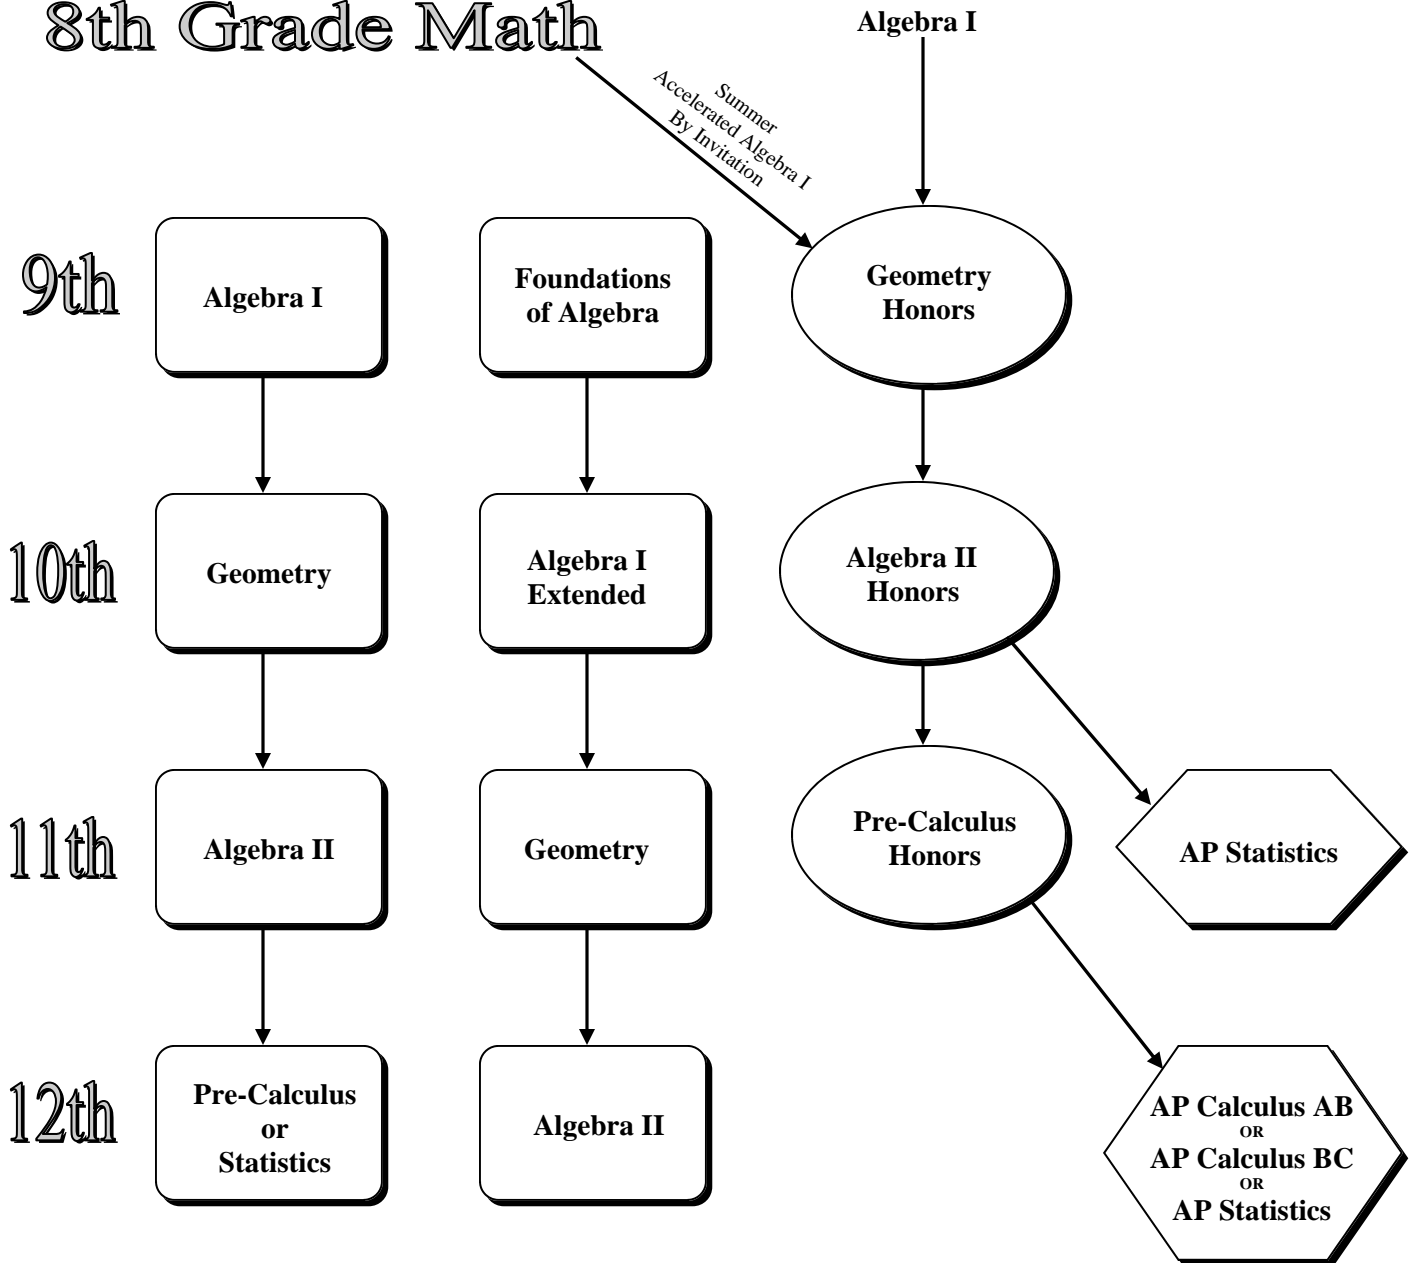 8th Grade Math
Algebra I
Summer
Accelerated Algebra I
By Invitation
9th
Algebra I
Foundations
of Algebra
Geometry
Honors
10th
Geometry
Algebra I
Extended
Algebra II
Honors
11th
Algebra II
Geometry
Pre-Calculus
Honors
AP Statistics
12th
Pre-Calculus
or
Statistics
Algebra II
AP Calculus AB
OR
AP Calculus BC
OR
AP Statistics